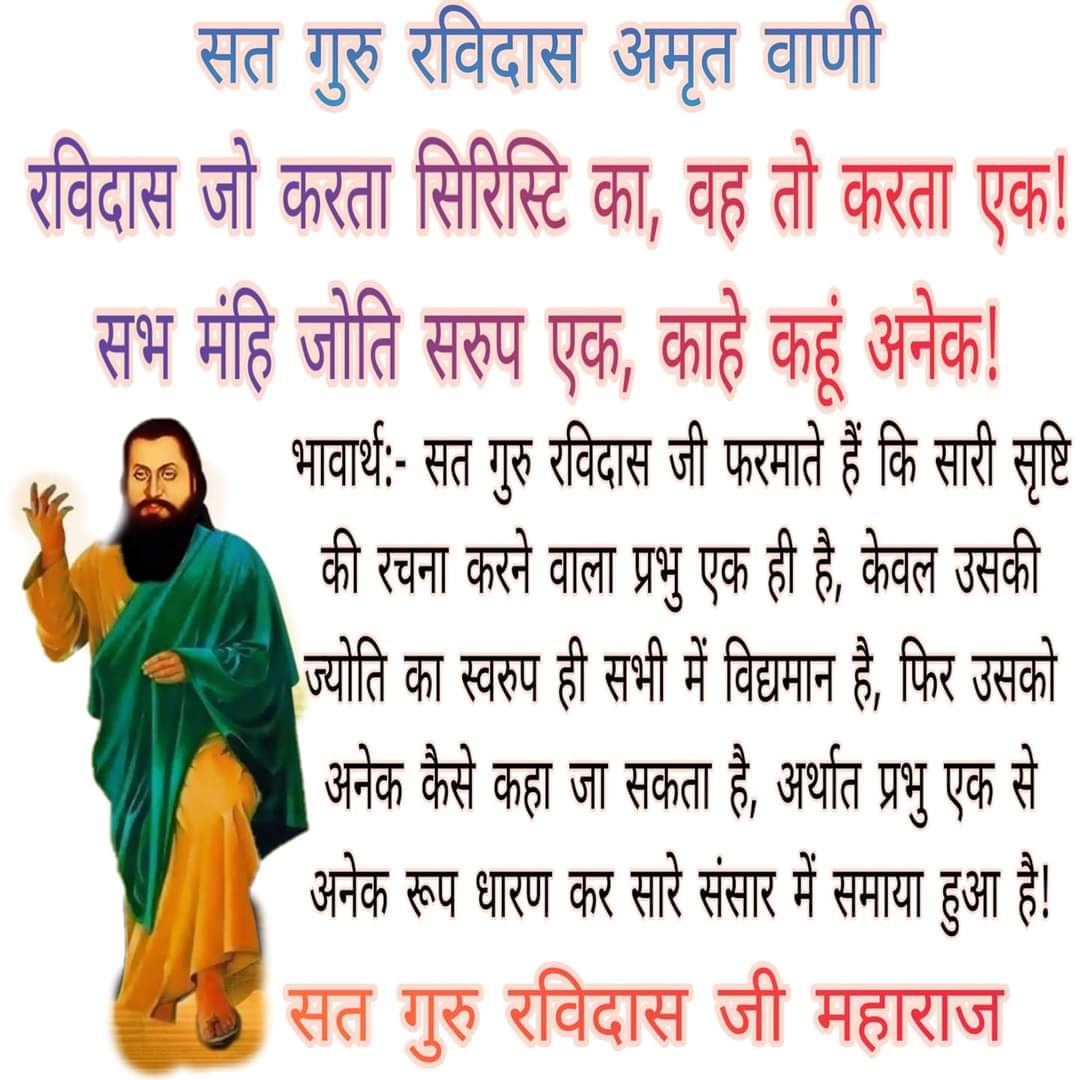 सत गुरु रविदास अमृत वाणी
रविदास जो करता सिरिस्टि का, वह तो करता एक!
सभ मंहि जोति सरुप एक, काहे कहूं अनेक!
भावार्थ:- सत गुरु रविदास जी फरमाते हैं कि सारी सृष्टि
की रचना करने वाला प्रभु एक ही है, केवल उसकी
ज्योति का स्वरुप ही सभी में विद्यमान है, फिर उसको
अनेक कैसे कहा जा सकता है, अर्थात प्रभु एक से
अनेक रूप धारण कर सारे संसार में समाया हुआ है!
सत गुरु रविदास जी महाराज